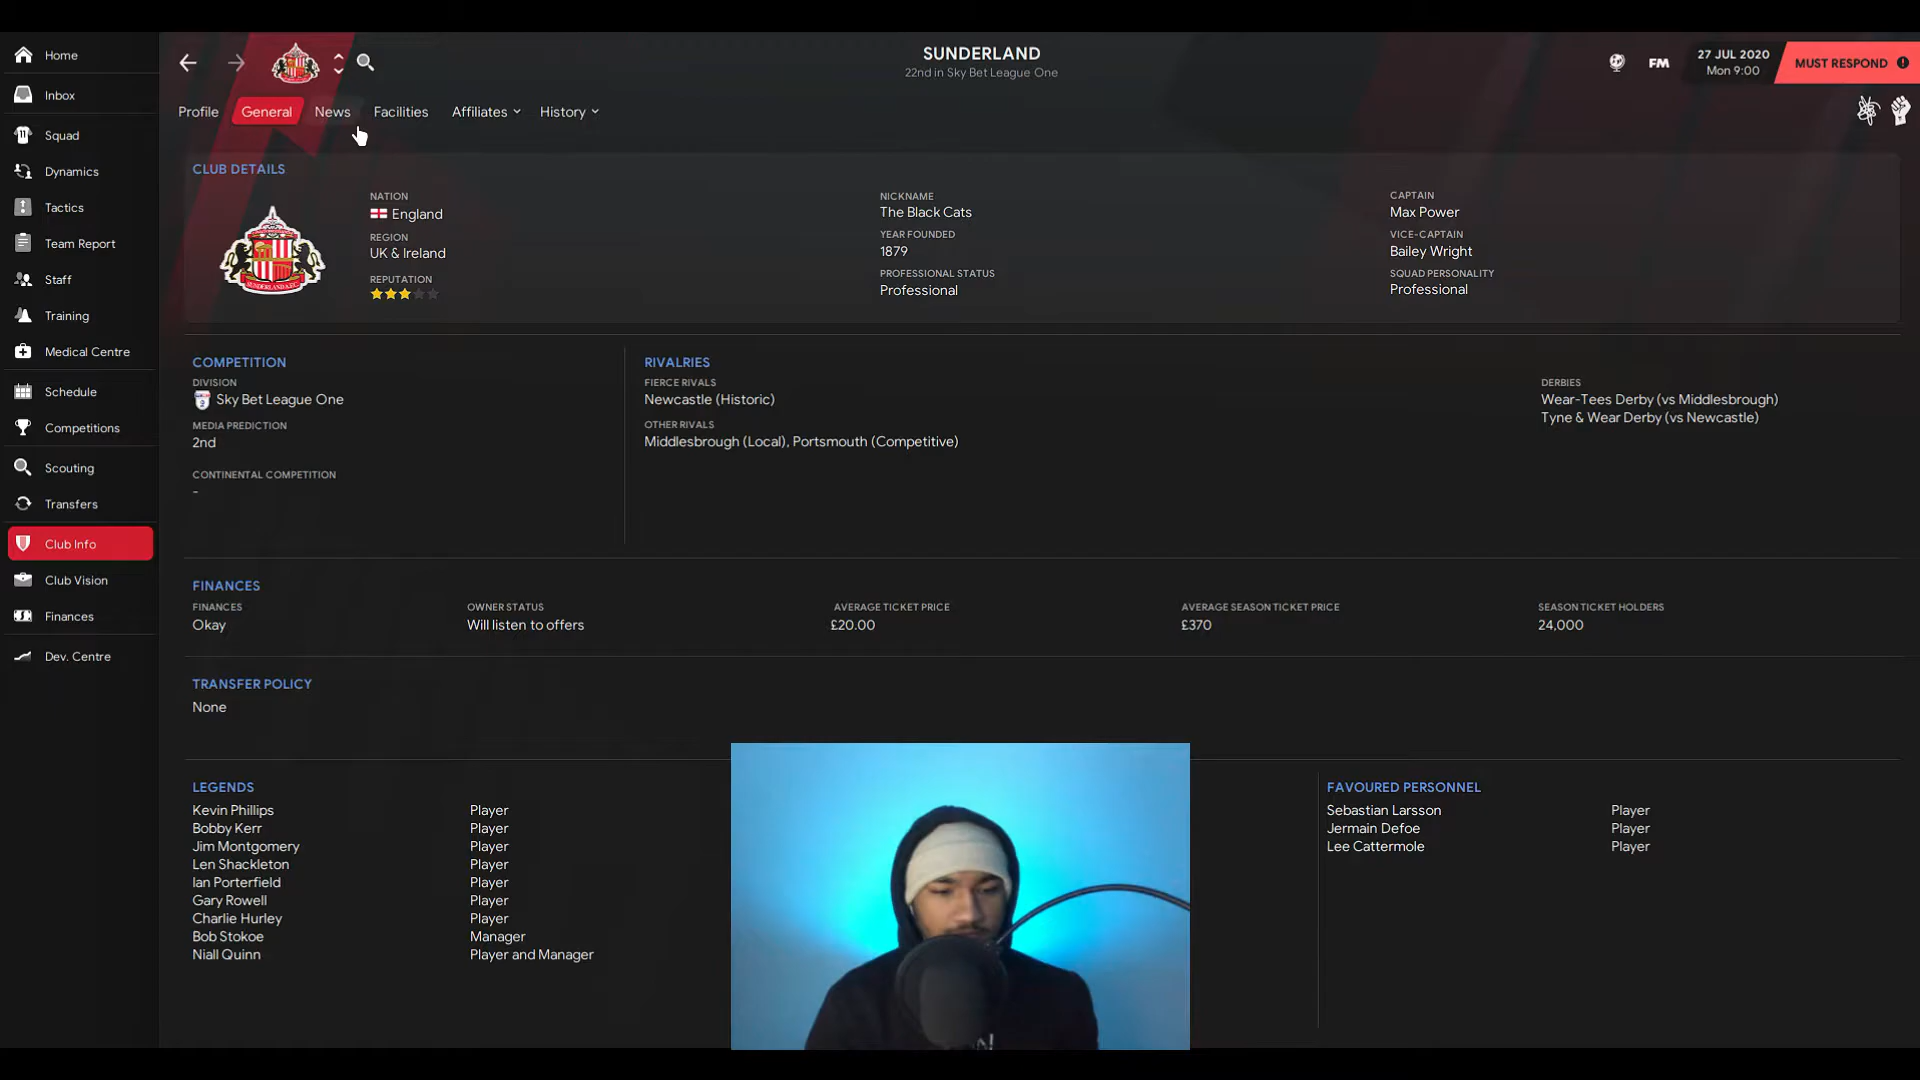 Home
Inbox
Squad
Dynamics
Tactics
Team Report
Staff
Training
Medical Centre
Schedule
Competitions
Scouting
Transfers
Club Info
Club Vision
Finances
Dev. Centre
SUNDERLAND
22nd in Sky Bet League One
FM
27 JUL 2020
Mon 9:00
MUST RESPOND
Profile General News Facilities Affiliates History
CLUB DETAILS
NATION
England
REGION
UK & Ireland
REPUTATION
NICKNAME
The Black Cats
YEAR FOUNDED
1879
PROFESSIONAL STATUS
Professional
CAPTAIN
Max Power
VICE-CAPTAIN
Bailey Wright
SQUAD PERSONALITY
Professional
COMPETITION
DIVISION
Sky Bet League One
MEDIA PREDICTION
2nd
CONTINENTAL COMPETITION
-
RIVALRIES
FIERCE RIVALS
Newcastle (Historic)
OTHER RIVALS
Middlesbrough (Local), Portsmouth (Competitive)
DERBIES
Wear-Tees Derby (vs Middlesbrough)
Tyne & Wear Derby (vs Newcastle)
FINANCES
FINANCES
Okay
OWNER STATUS
Will listen to offers
AVERAGE TICKET PRICE
£20.00
AVERAGE SEASON TICKET PRICE
£370
SEASON TICKET HOLDERS
24,000
TRANSFER POLICY
None
LEGENDS
Kevin Phillips Player
Bobby Kerr Player
Jim Montgomery Player
Len Shackleton Player
Ian Porterfield Player
Gary Rowell Player
Charlie Hurley Player
Bob Stokoe Manager
Niall Quinn Player and Manager
FAVOURED PERSONNEL
Sebastian Larsson Player
Jermain Defoe Player
Lee Cattermole Player